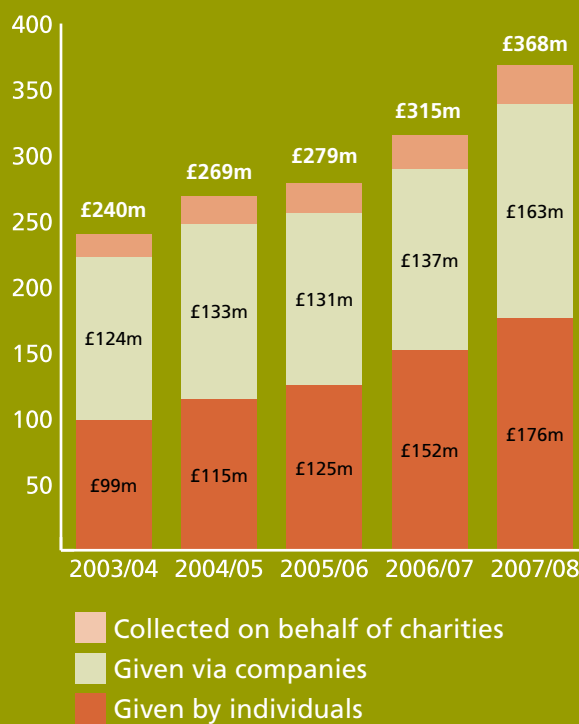 400
350
300
250
200
150
100
50
£240m
£269m
£279m
£315m
£368m
£124m
£133m
£131m
£137m
£163m
£99m
£115m
£125m
£152m
£176m
2003/04 2004/05 2005/06 2006/07 2007/08
Collected on behalf of charities
Given via companies
Given by individuals